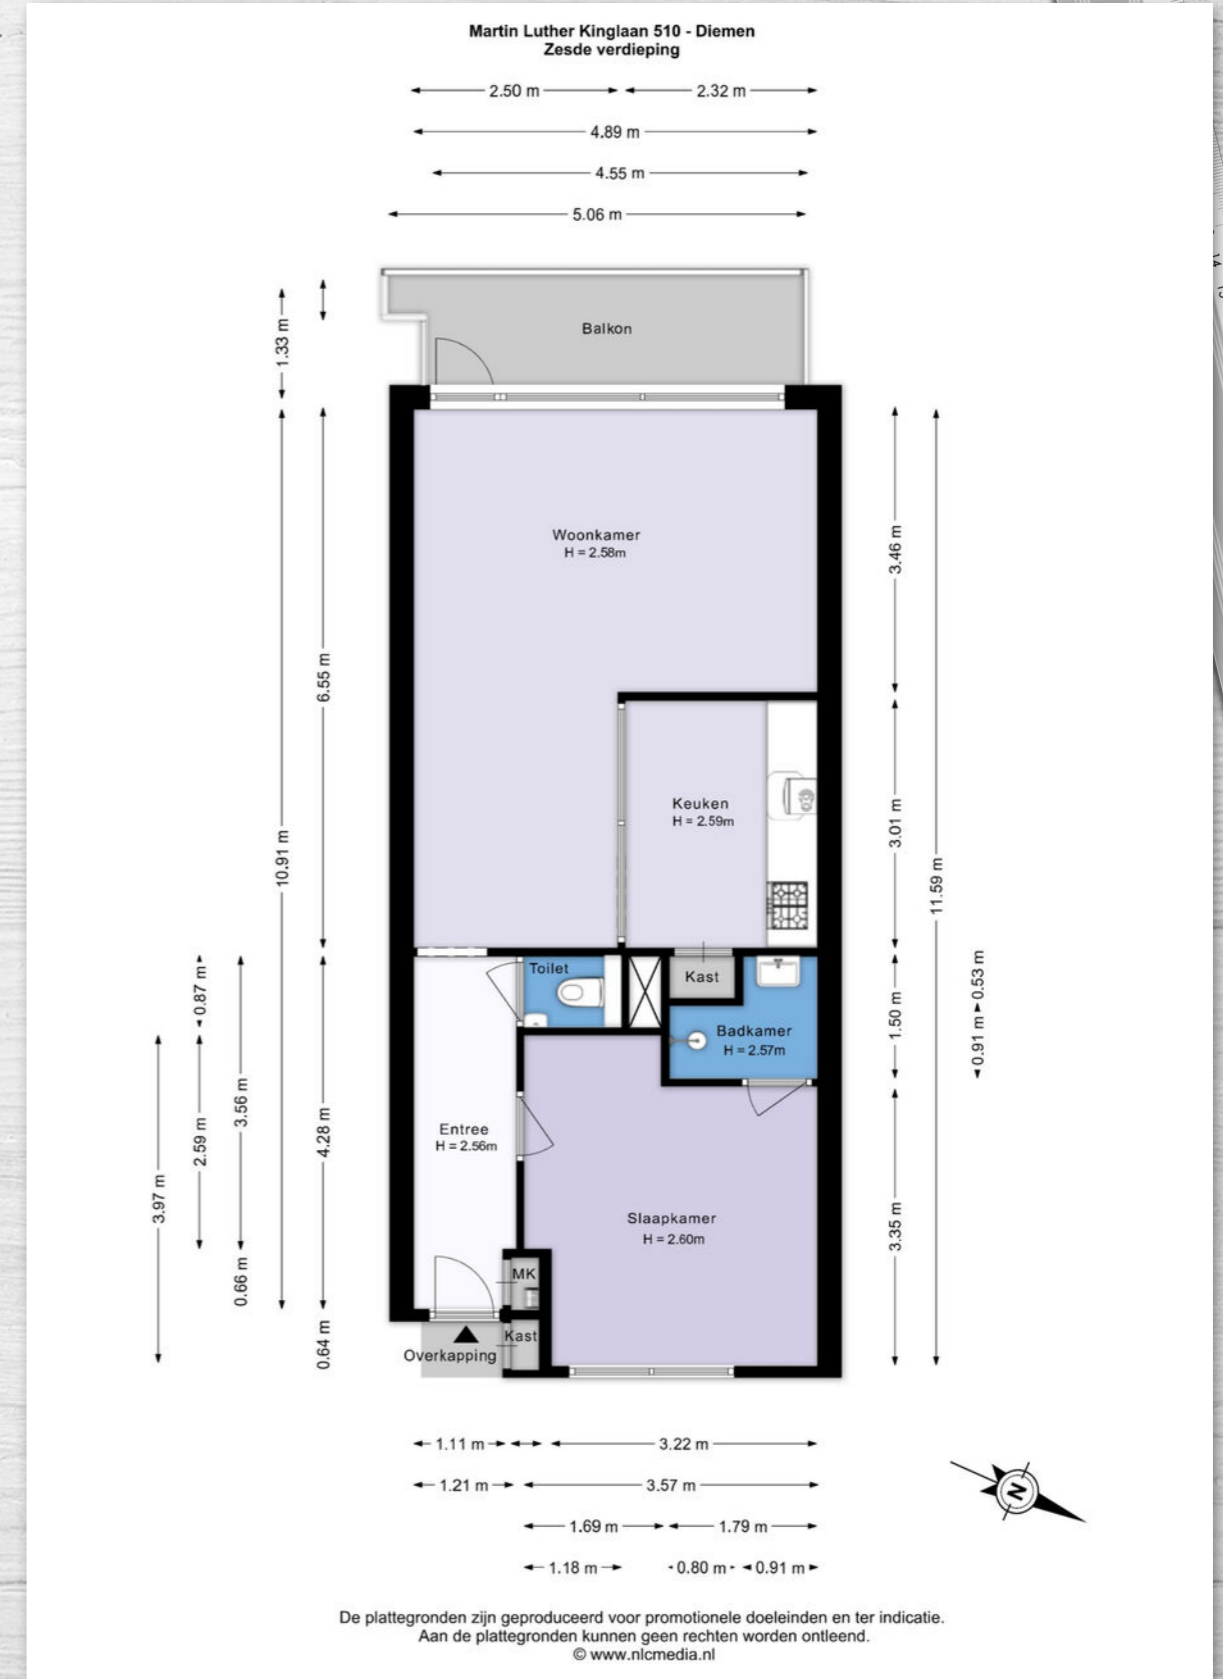 Martin Luther Kinglaan 510 - Diemen
Zesde verdieping
2.50 m
2.32 m
4.89 m
4.55 m
5.06 m
1.33 m
Balkon
Woonkamer
H = 2.58m
3.46 m
6.55 m
10.91 m
Keuken
H = 2.59m
3.01 m
11.59 m
Toilet
Kast
Badkamer
H = 2.57m
0.87 m
1.50 m
0.53 m
0.91 m
3.56 m
2.59 m
4.28 m
3.97 m
Entree
H = 2.56m
Slaapkamer
H = 2.60m
3.35 m
MK
Kast
Overkapping
0.66 m
0.64 m
1.11 m
3.22 m
1.21 m
3.57 m
1.69 m
1.79 m
1.18 m
0.80 m
0.91 m
N
De plattegronden zijn geproduceerd voor promotionele doeleinden en ter indicatie.
Aan de plattegronden kunnen geen rechten worden ontleend.
© www.nlcmedia.nl